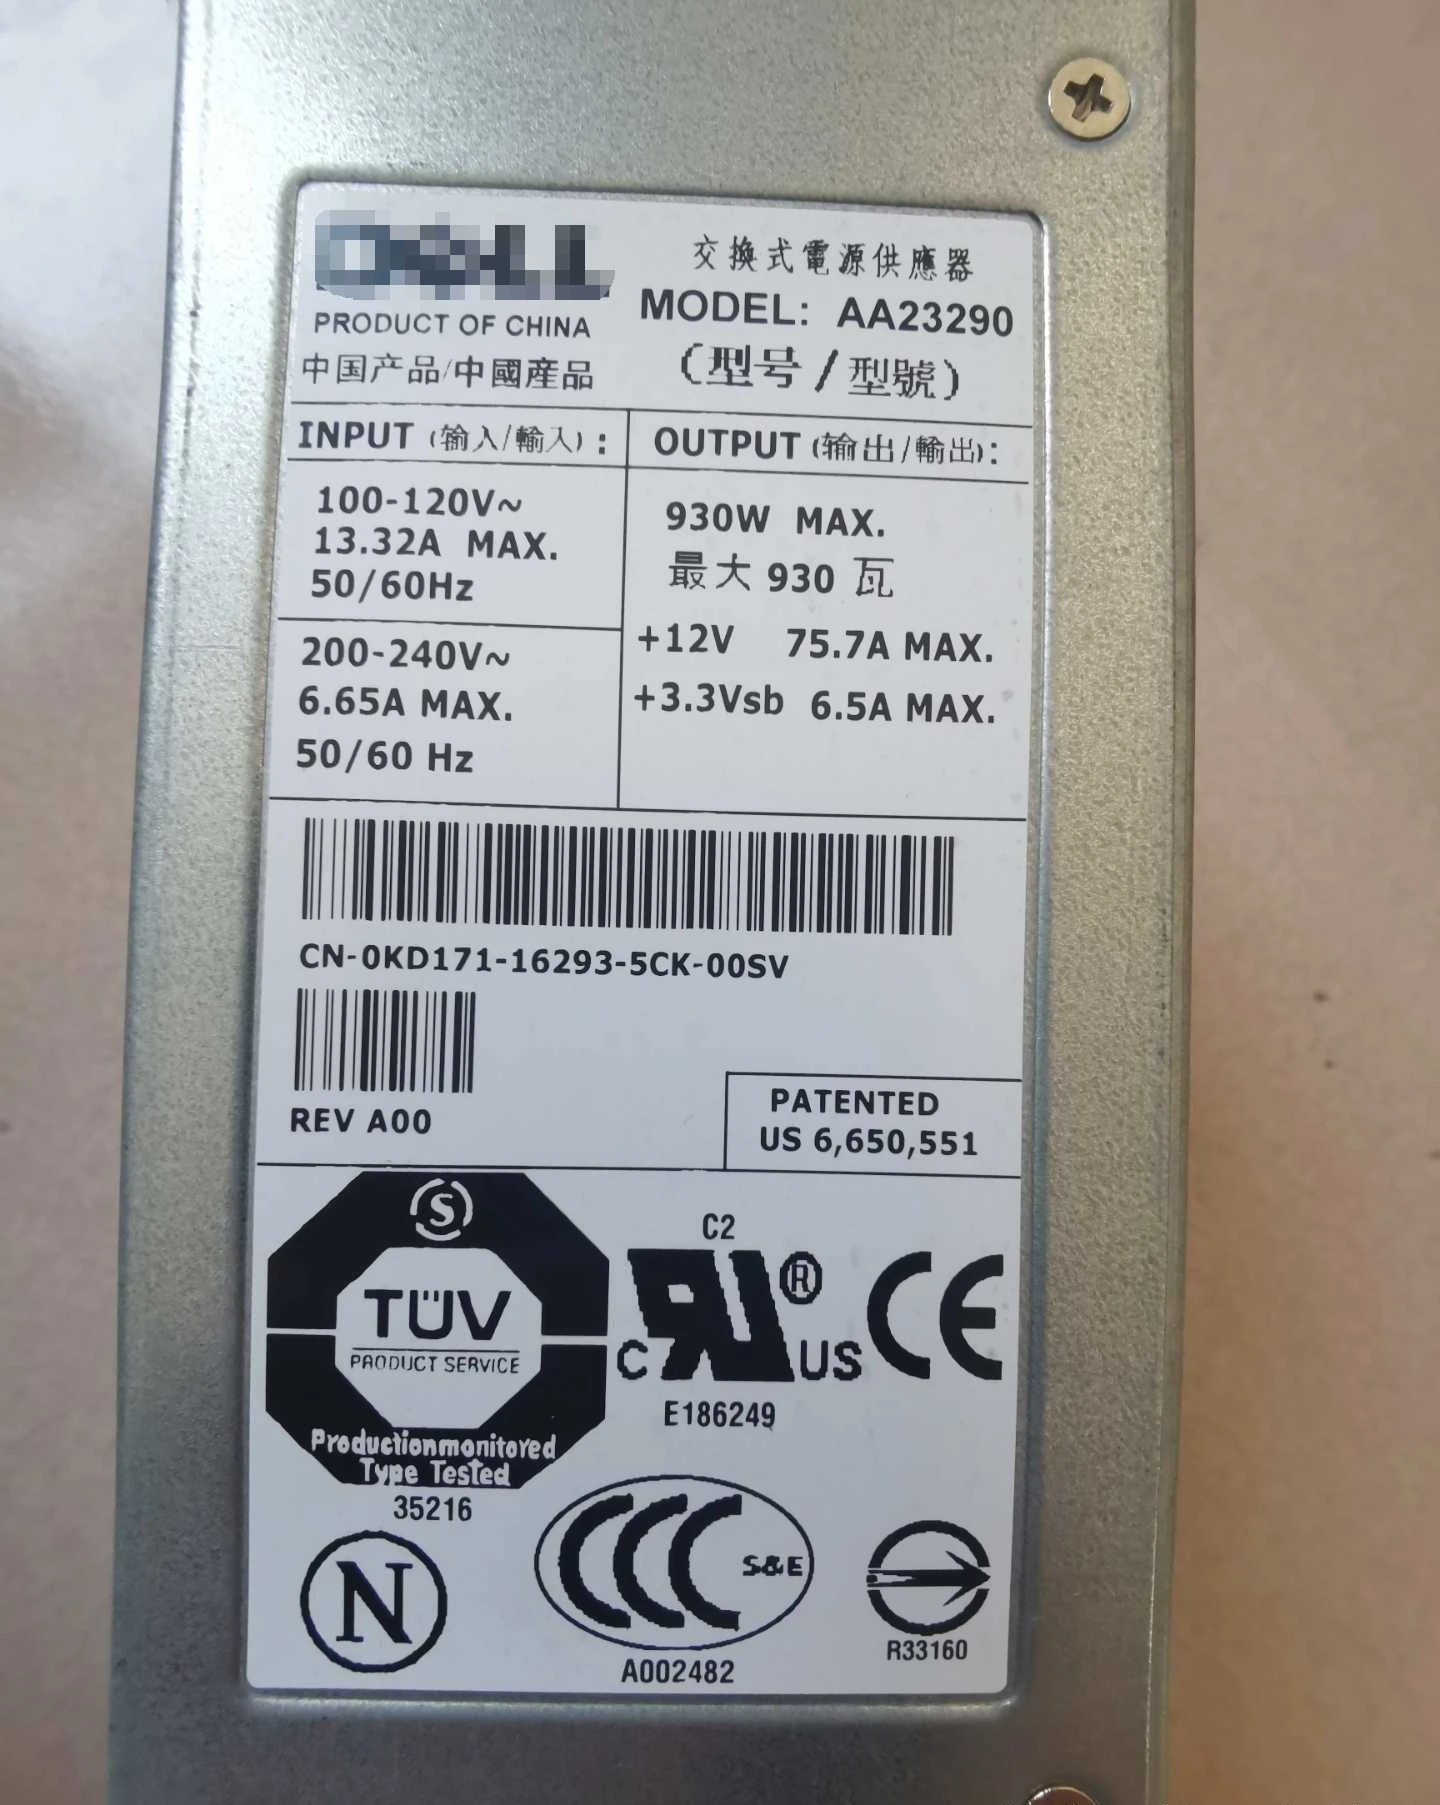 DELL
交換式電源供應器
PRODUCT OF CHINA
MODEL: AA23290
中国产品/中國產品
(型号/型號)
INPUT (输入/輸入):
100-120V~
13.32A MAX.
50/60Hz
200-240V~
6.65A MAX.
50/60 Hz
OUTPUT (输出/輸出):
930W MAX.
最大 930 瓦
+12V 75.7A MAX.
+3.3Vsb 6.5A MAX.
CN-0KD171-16293-5CK-00SV
REV A00
PATENTED
US 6,650,551
S
TÜV
PRODUCT SERVICE
Productionmonitored
Type Tested
35216
C2
C RU ® US
E186249
CE
N
CCC S&E
A002482
R33160